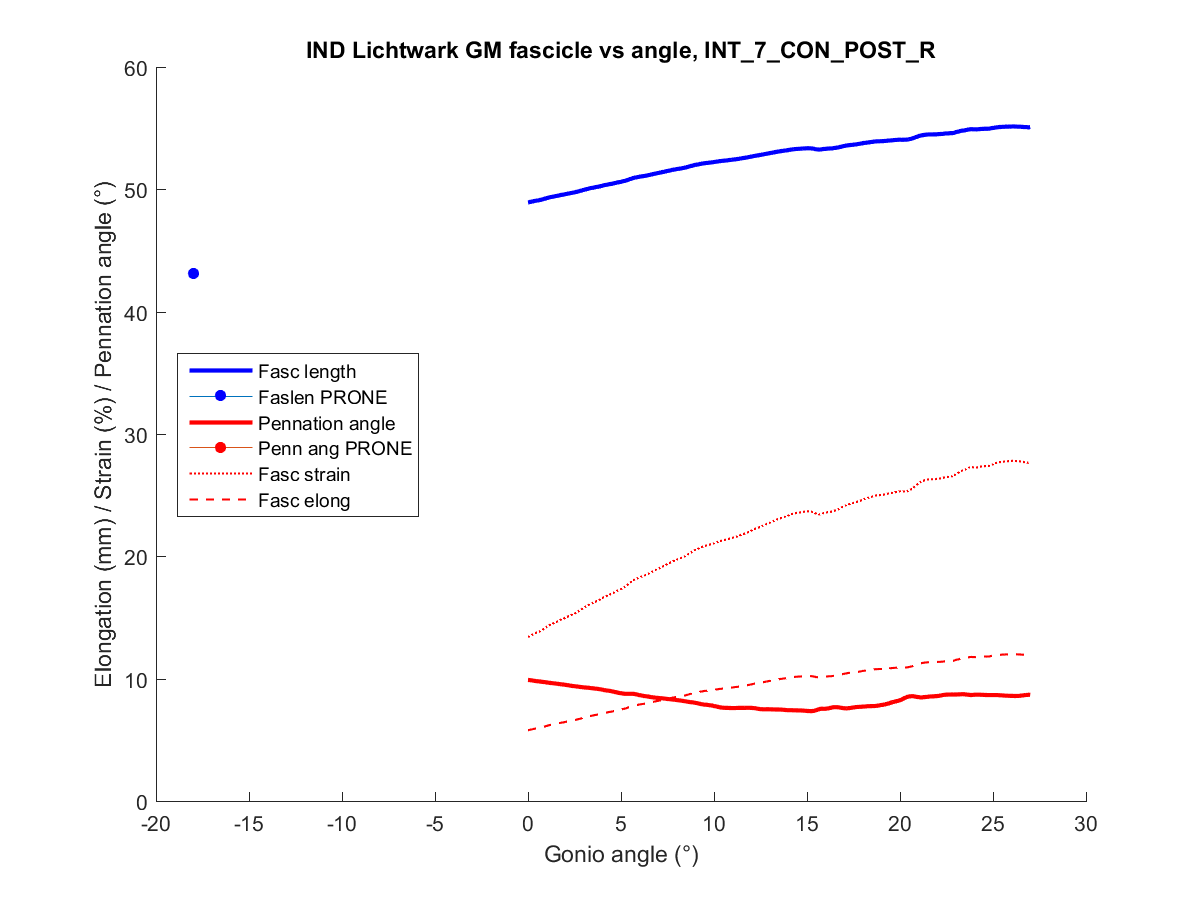 IND Lichtwark GM fascicle vs angle, INT_7_CON_POST_R
Elongation (mm) / Strain (%) / Pennation angle (°)
60
50
40
30
20
10
0
Fasc length
Faslen PRONE
Pennation angle
Penn ang PRONE
Fasc strain
Fasc elong
-20 -15 -10 -5 0 5 10 15 20 25 30
Gonio angle (°)